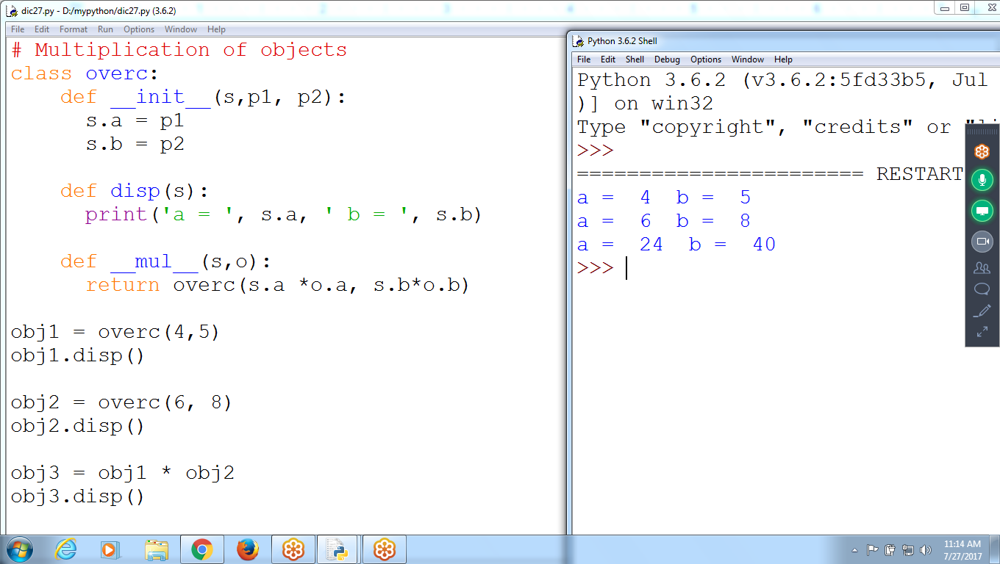 dic27.py - D:/mypython/dic27.py (3.6.2)
File Edit Format Run Options Window Help
# Multiplication of objects
class overc:
    def __init__(s,p1, p2):
      s.a = p1
      s.b = p2
    def disp(s):
      print('a = ', s.a, ' b = ', s.b)
    def __mul__(s,o):
      return overc(s.a *o.a, s.b*o.b)
obj1 = overc(4,5)
obj1.disp()
obj2 = overc(6, 8)
obj2.disp()
obj3 = obj1 * obj2
obj3.disp()
Python 3.6.2 Shell
File Edit Shell Debug Options Window Help
Python 3.6.2 (v3.6.2:5fd33b5, Jul
)] on win32
Type "copyright", "credits" or
>>>
======================= RESTART
a =  4  b =  5
a =  6  b =  8
a =  24  b =  40
>>>
11:14 AM
7/27/2017